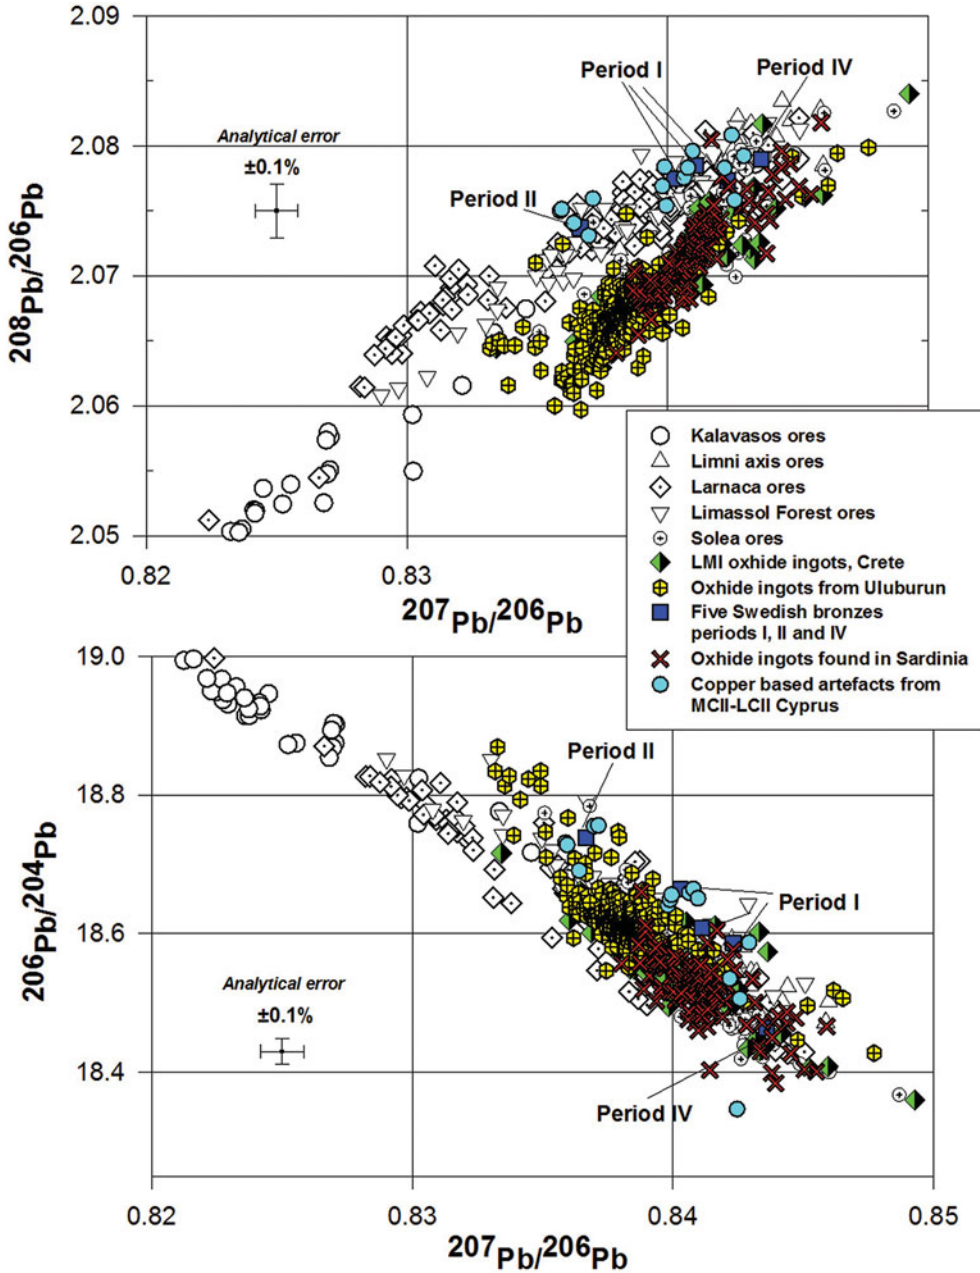 2.09
2.08
2.07
2.06
2.05
208Pb/206Pb
Period I
Period IV
Analytical error
±0.1%
Period II
0.82
0.83
207Pb/206Pb
Kalavasos ores
Limni axis ores
Larnaca ores
Limassol Forest ores
Solea ores
LMI oxhide ingots, Crete
Oxhide ingots from Uluburun
Five Swedish bronzes
periods I, II and IV
Oxhide ingots found in Sardinia
Copper based artefacts from
MCII-LCII Cyprus
19.0
18.8
18.6
18.4
206Pb/204Pb
Period II
Period I
Analytical error
±0.1%
Period IV
0.82
0.83
0.84
0.85
207Pb/206Pb